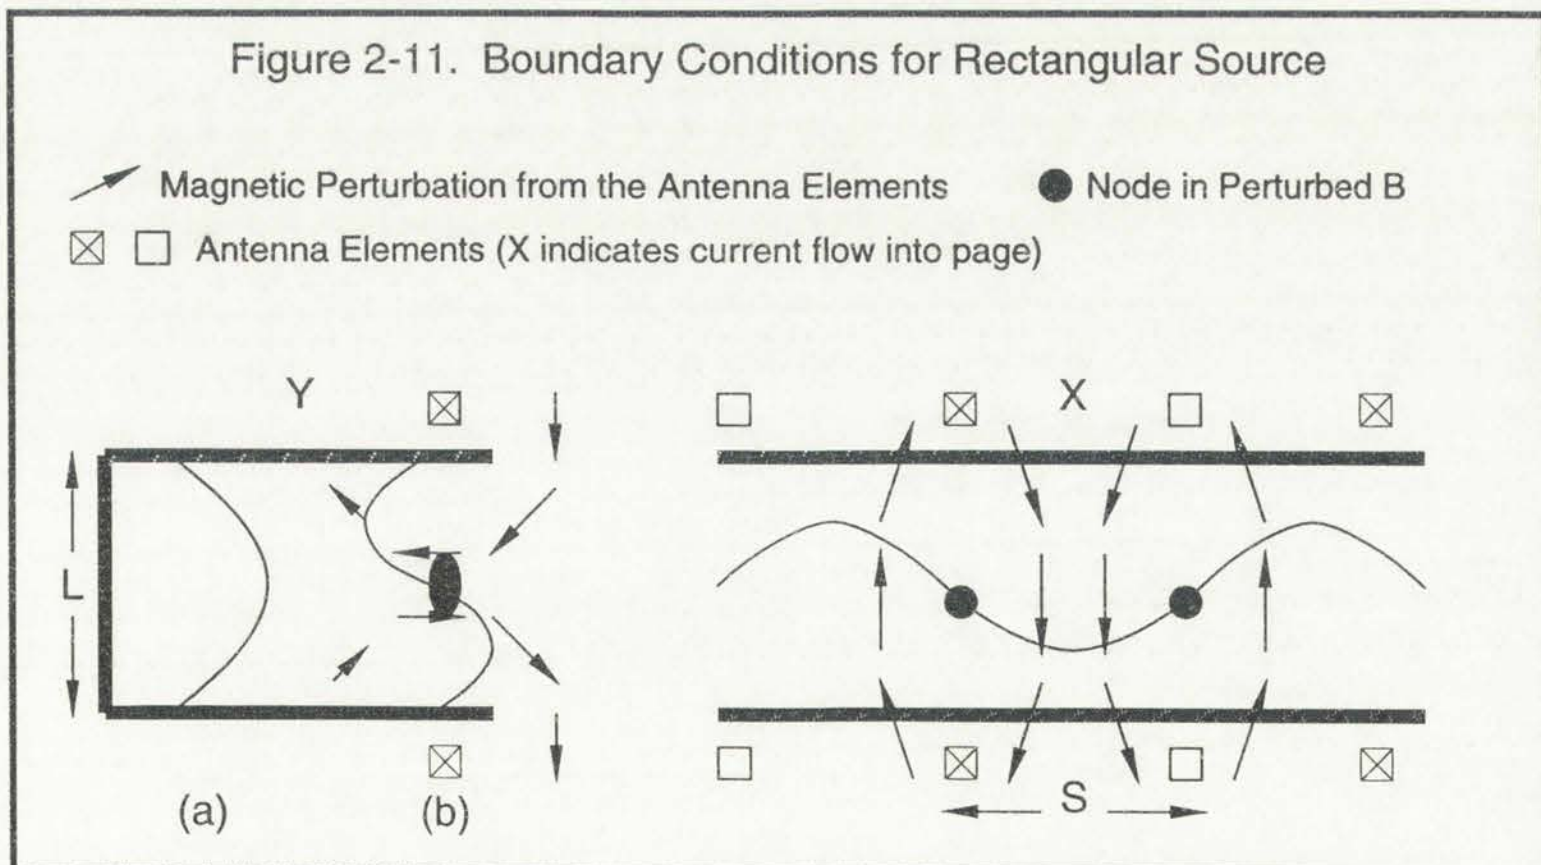 Figure 2-11. Boundary Conditions for Rectangular Source
Magnetic Perturbation from the Antenna Elements
Node in Perturbed B
Antenna Elements (X indicates current flow into page)
Y
X
L
S
(a)
(b)